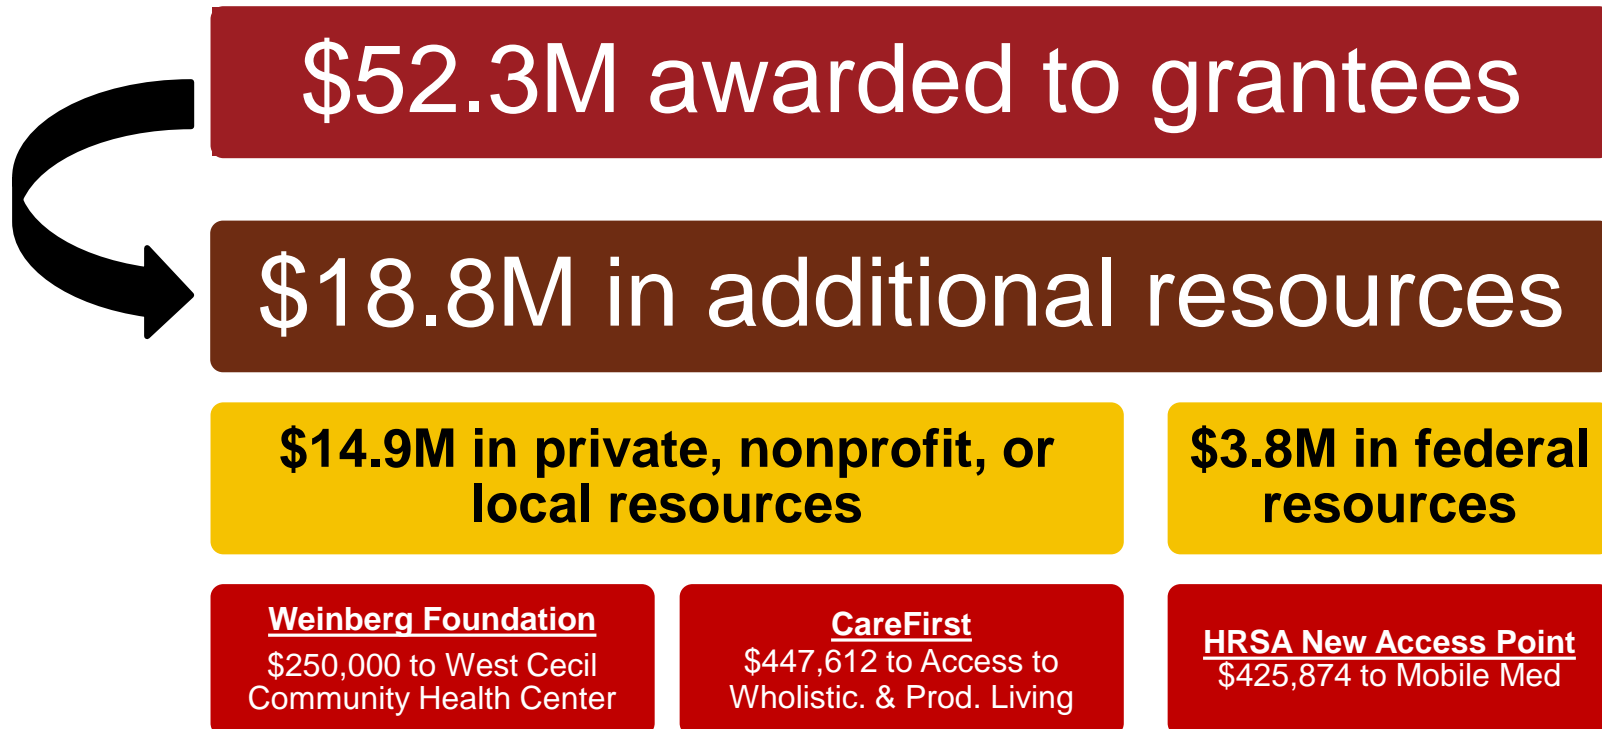 $52.3M awarded to grantees
$18.8M in additional resources
$14.9M in private, nonprofit, or
local resources
$3.8M in federal
resources
Weinberg Foundation
$250,000 to West Cecil
Community Health Center
CareFirst
$447,612 to Access to
Wholistic. & Prod. Living
HRSA New Access Point
$425,874 to Mobile Med